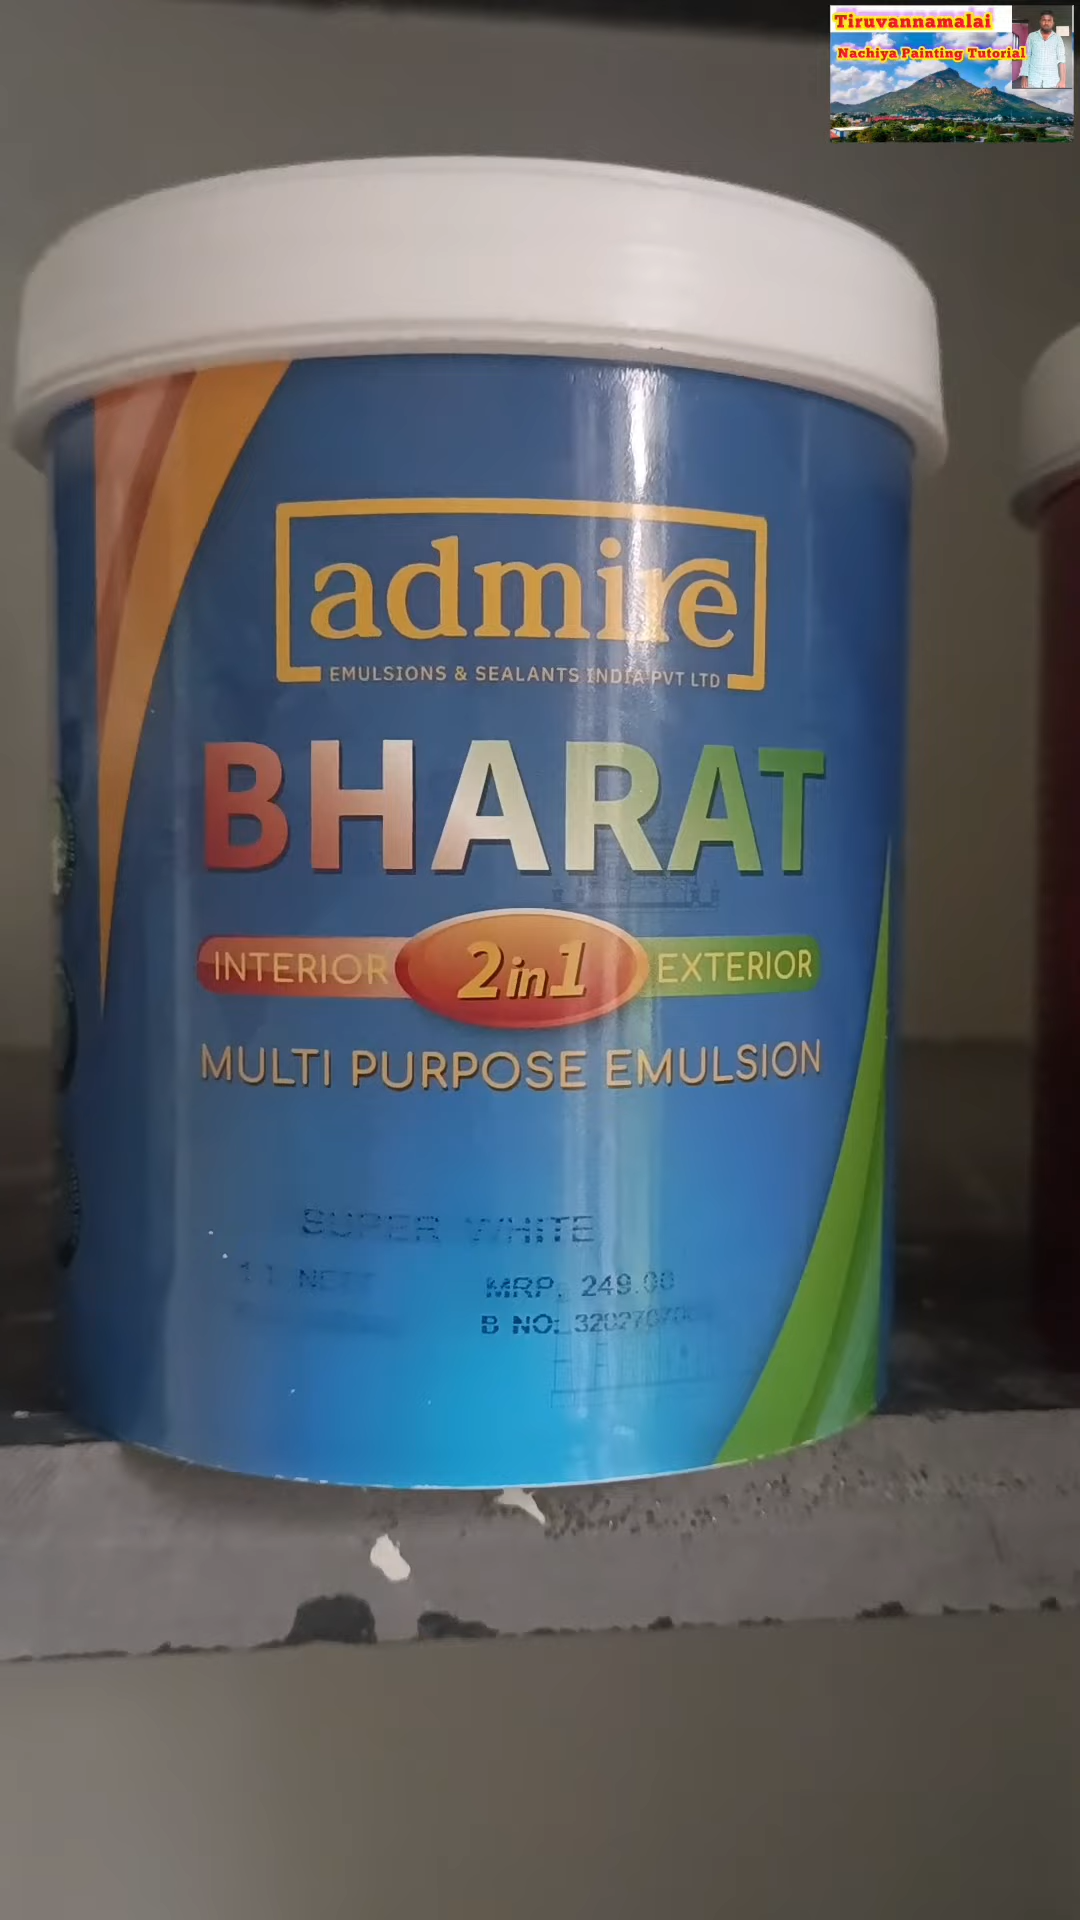 Tiruvannamalai
Nachiya Painting Tutorial
admire
EMULSIONS & SEALANTS INDIA PVT LTD
BHARAT
INTERIOR 2in1 EXTERIOR
MULTI PURPOSE EMULSION
SUPER WHITE
MRP. 249.00
B NO: